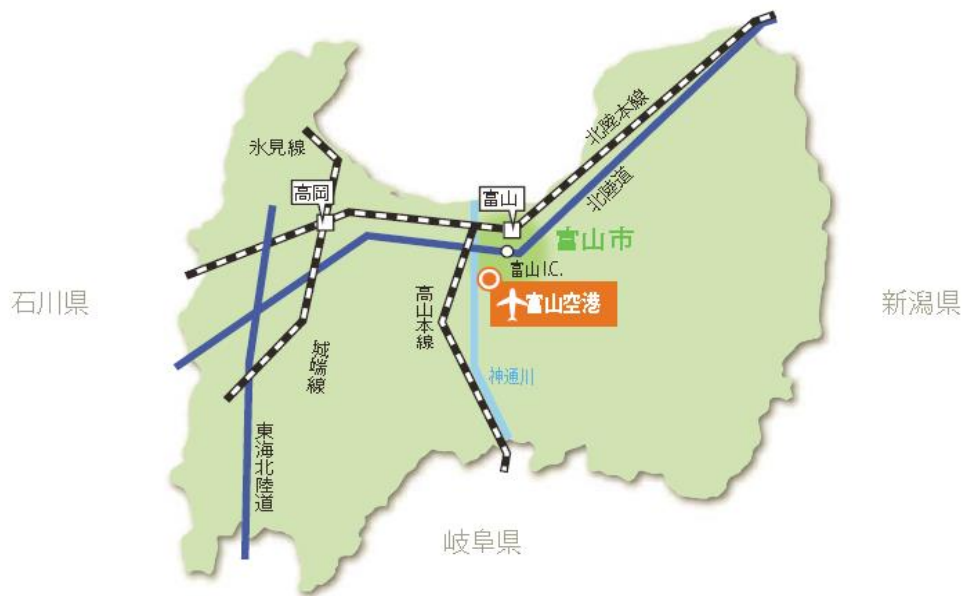 北陸本線
氷見線
北陸道
高岡
富山
富山市
富山I.C.
石川県
富山空港
新潟県
高山本線
城端線
神通川
東海北陸道
岐阜県